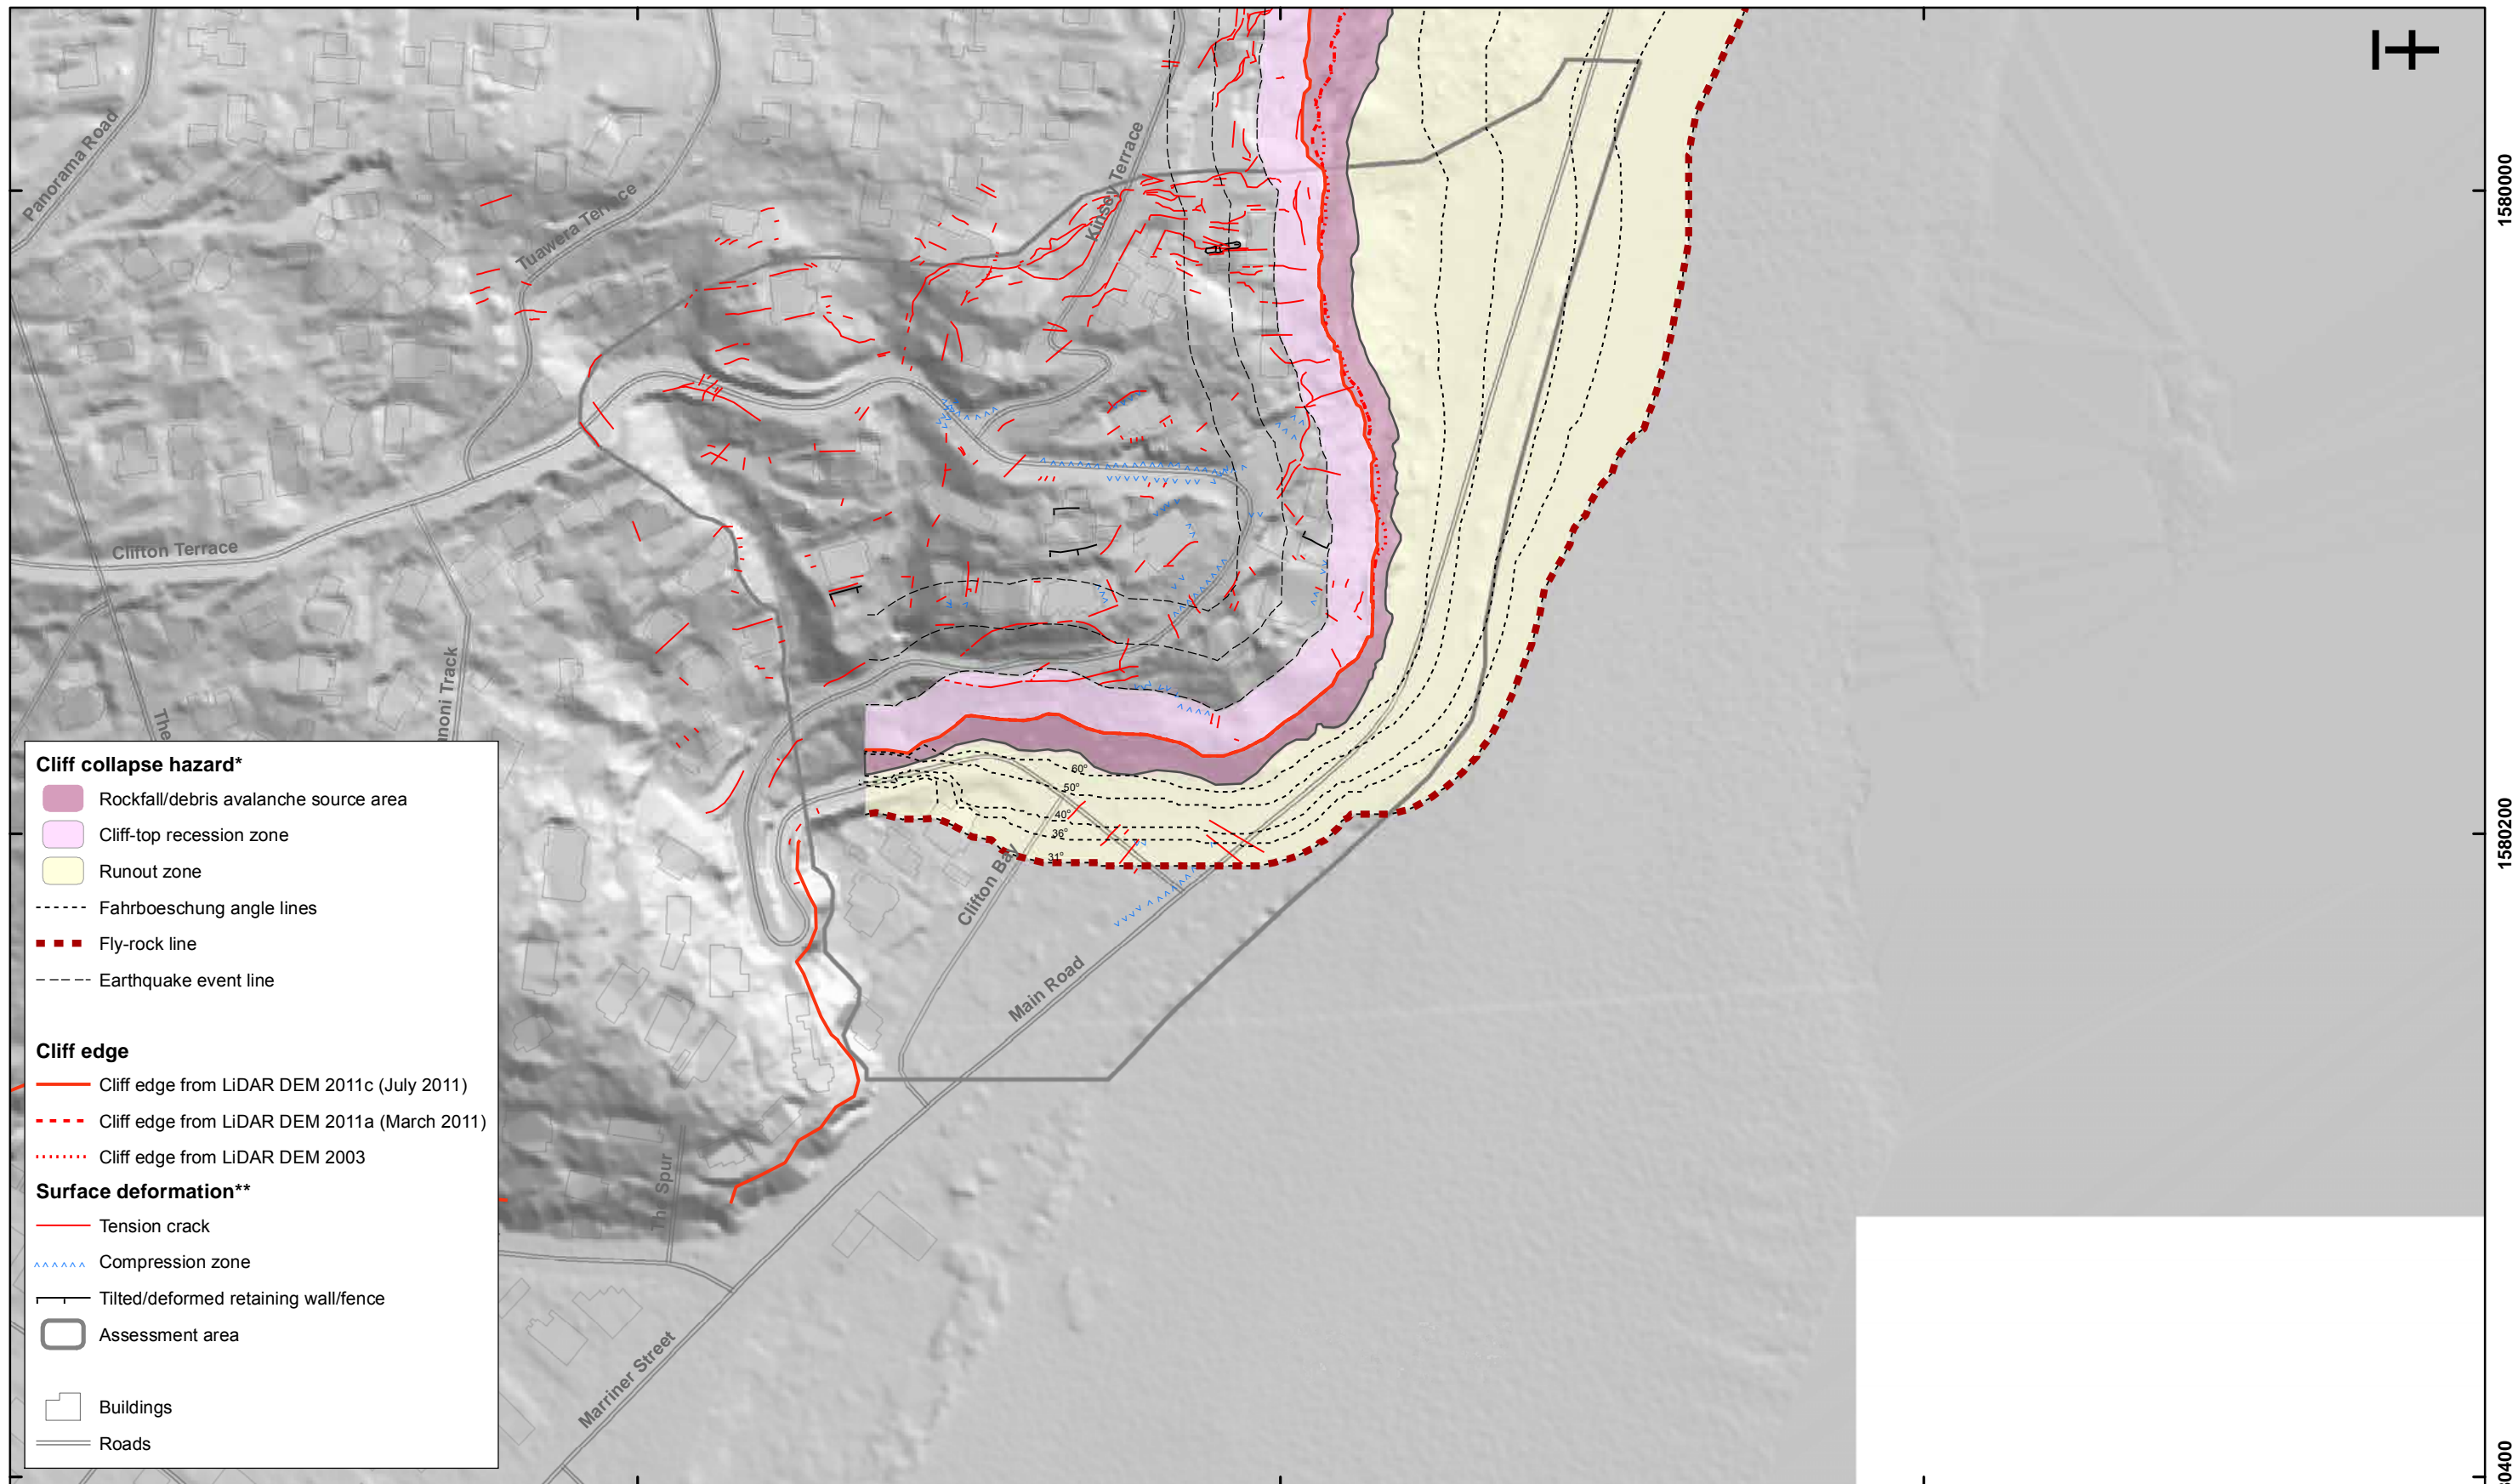 Panorama Road
Tuawera Terrace
Kinsey Terrace
1580000
Clifton Terrace
60°
50°
40°
36°
31°
Clifton Bay
Main Road
1580200
The Spur
Marriner Street
Track
The
Cliff collapse hazard*
Rockfall/debris avalanche source area
Cliff-top recession zone
Runout zone
Fahrboeschung angle lines
Fly-rock line
Earthquake event line
Cliff edge
Cliff edge from LiDAR DEM 2011c (July 2011)
Cliff edge from LiDAR DEM 2011a (March 2011)
Cliff edge from LiDAR DEM 2003
Surface deformation**
Tension crack
Compression zone
Tilted/deformed retaining wall/fence
Assessment area
Buildings
Roads